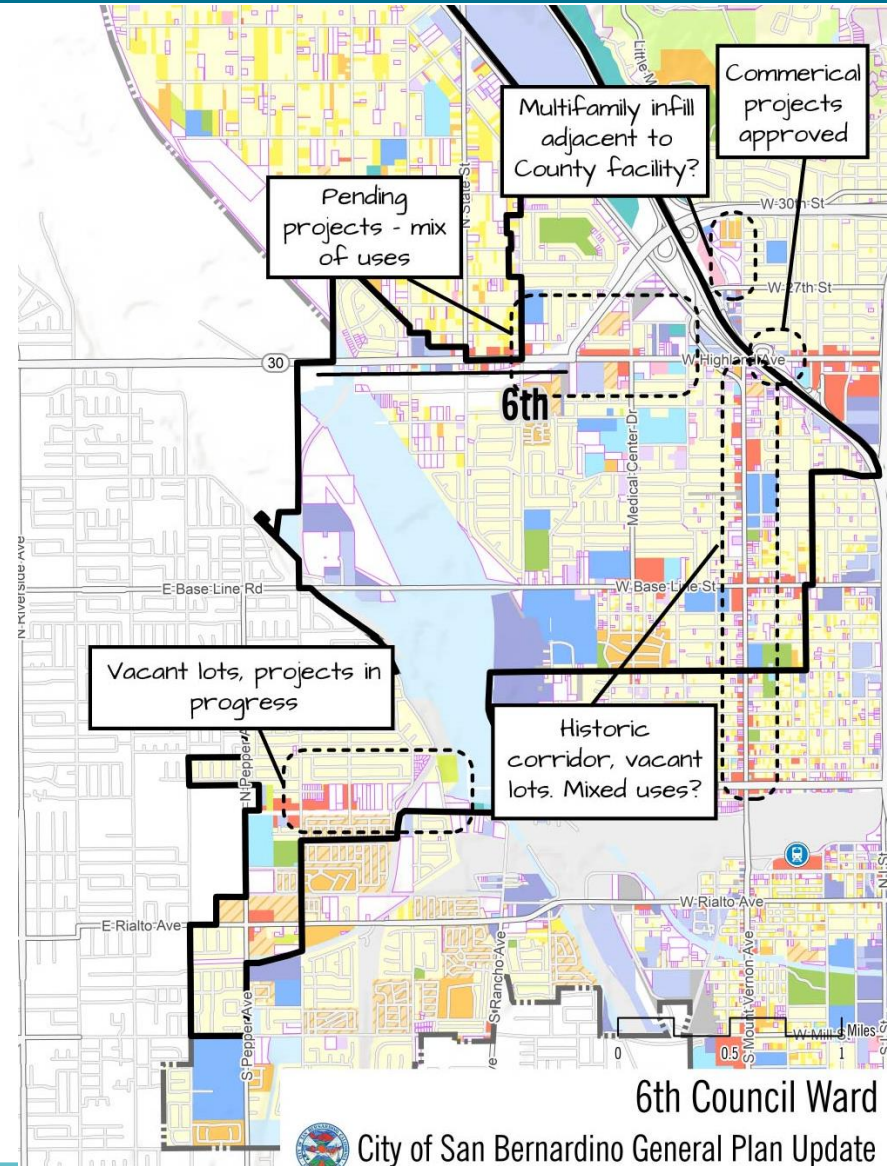 Little M
Commerical
projects
approved
Multifamily infill
adjacent to
County facility?
N State St
W 30th St
Pending
projects - mix
of uses
W 27th St
30
W Highland Ave
6th
Medical Center Dr
N Riverside Ave
E Base Line Rd
W Base Line St
Vacant lots, projects in
progress
N Pepper A
Historic
corridor, vacant
lots. Mixed uses?
N I St
W Rialto Ave
E Rialto Ave
S Rancho Ave
S Mount Vernon Ave
S Pepper Ave
ve
W Mill S
0
0.5
1
Miles
6th Council Ward
City of San Bernardino General Plan Update